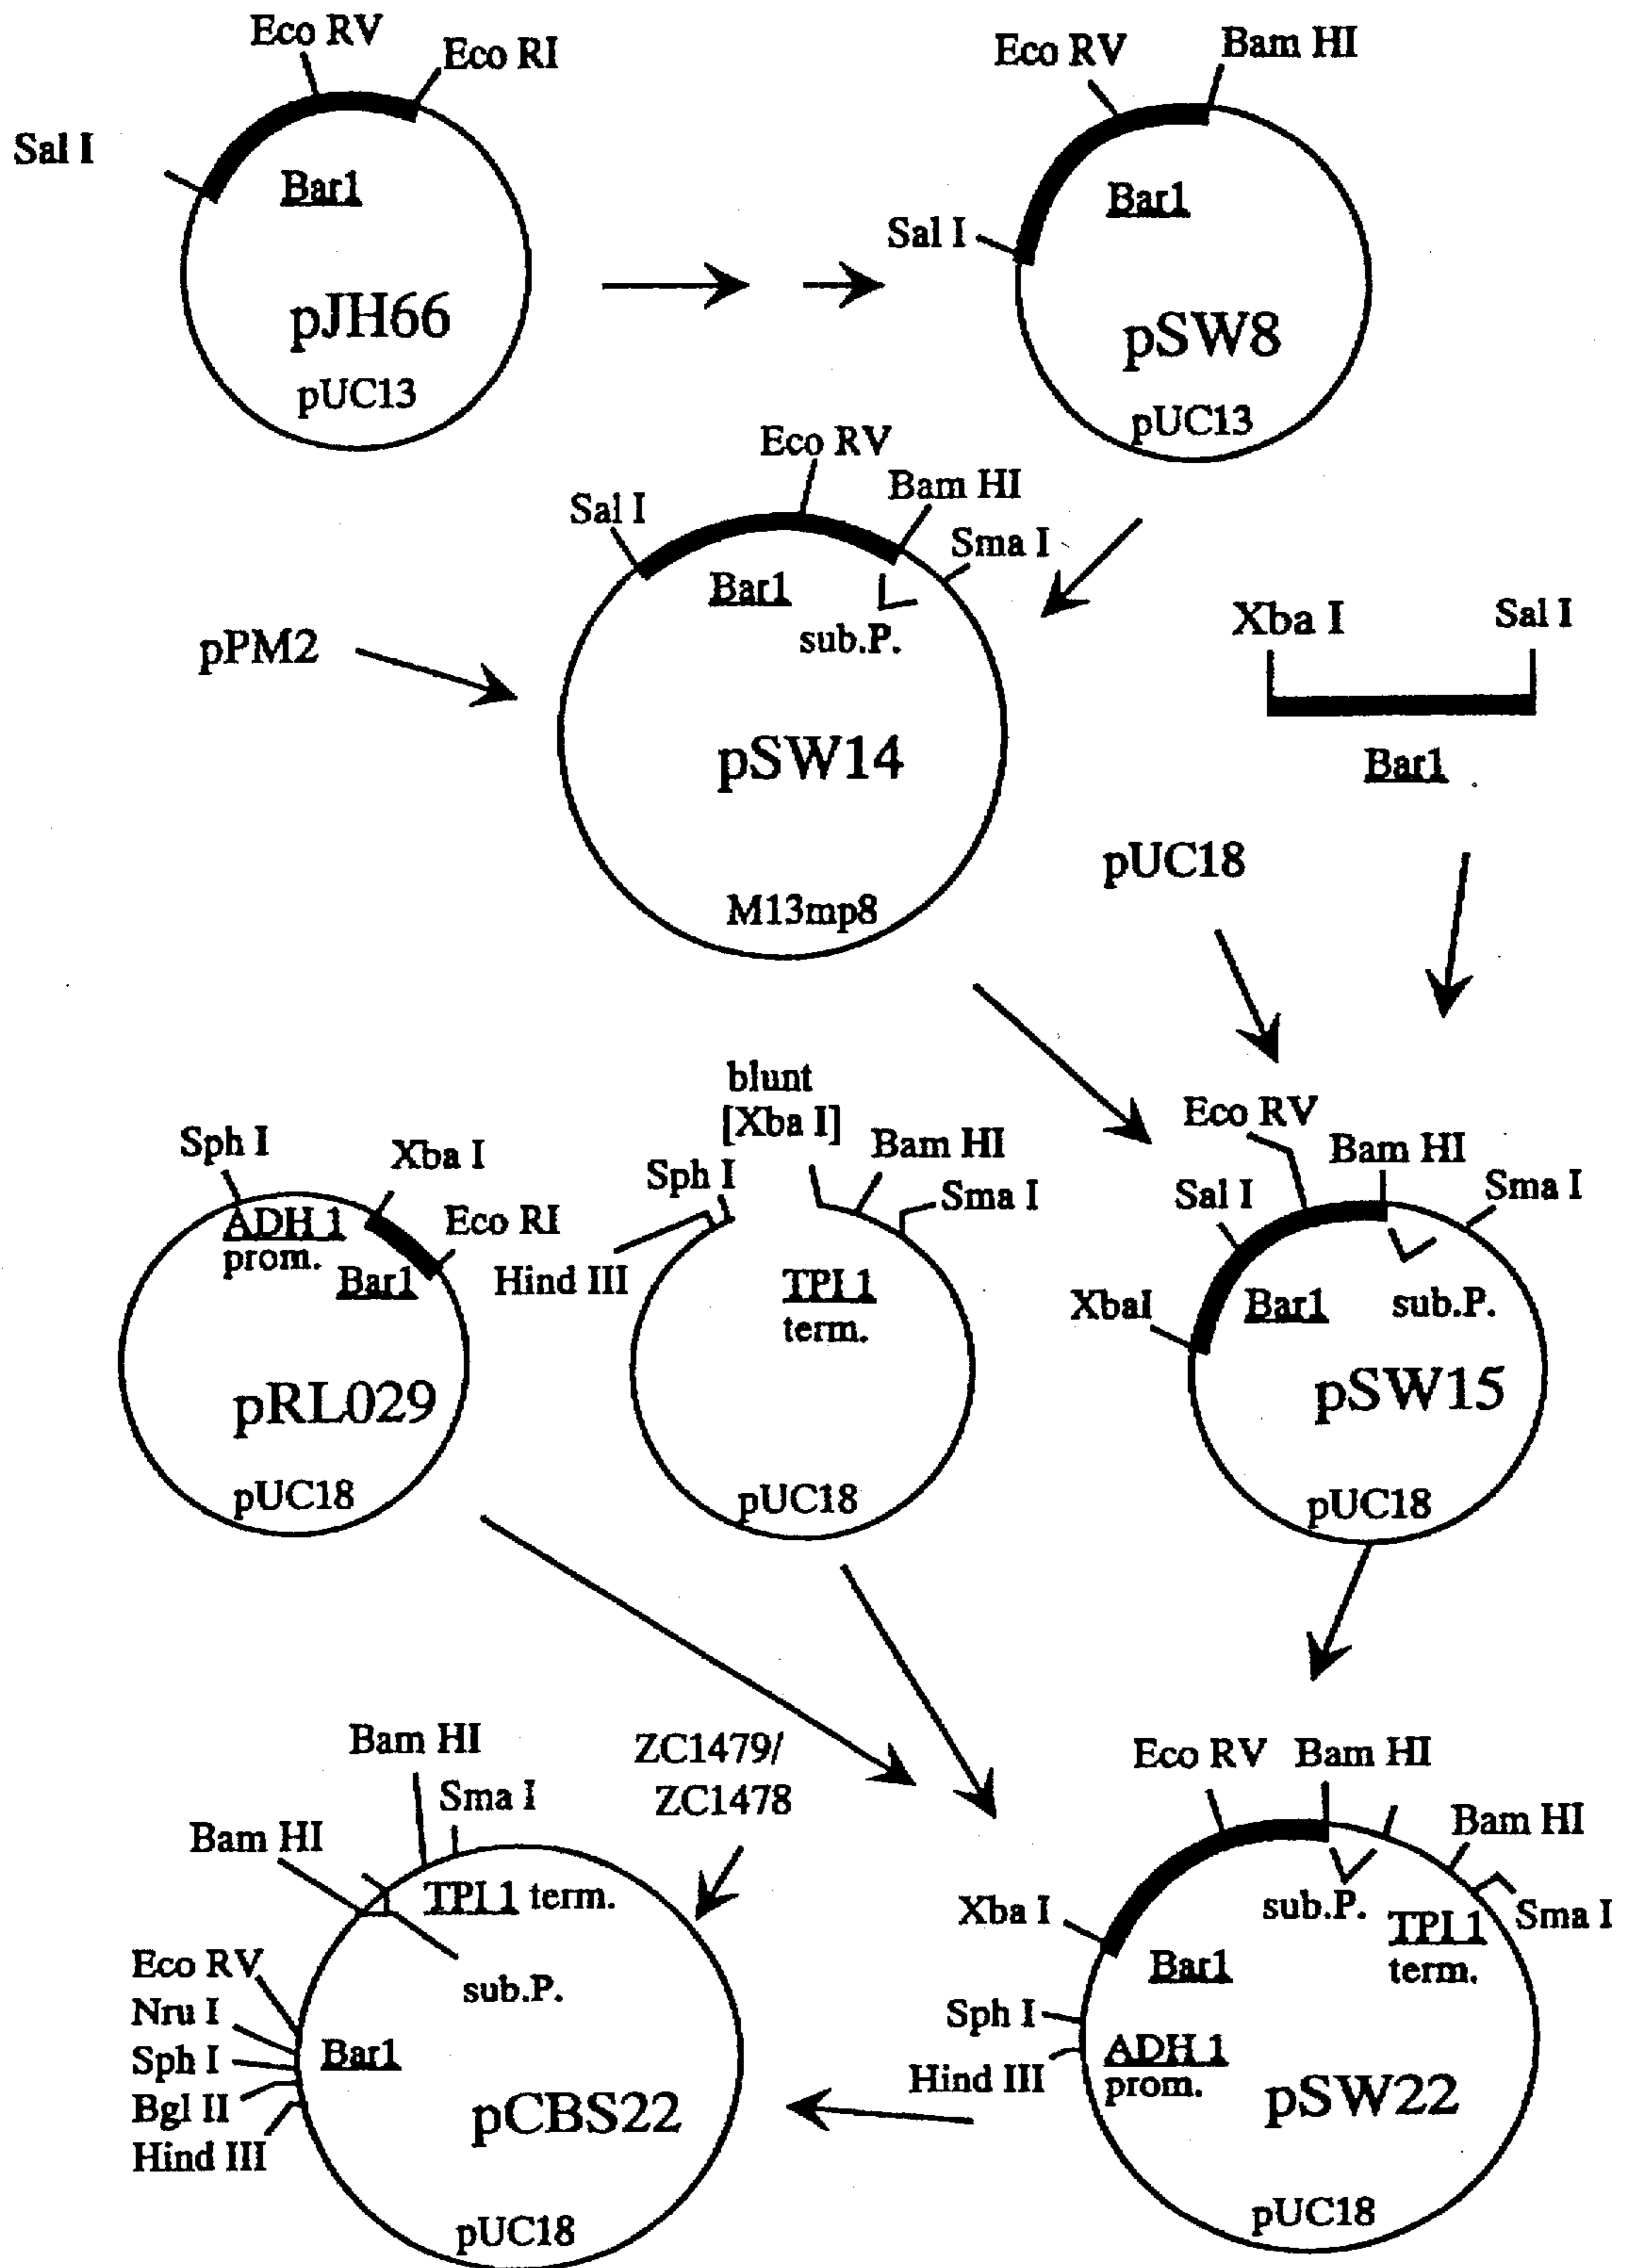 Eco RV
Eco RI
Sal I
Bar1
pJH66
pUC13
Eco RV
Bam HI
Sal I
Bar1
pSW8
pUC13
Eco RV
Sal I
Bam HI
Sma I
Bar1
sub.P.
pPM2
pSW14
M13mp8
Xba I
Sal I
Bar1
pUC18
Sph I
Xba I
ADH 1
prom.
Eco RI
Bar1
pRL029
pUC18
blunt
[Xba I]
Sph I
Bam HI
Sma I
Hind III
TPI 1
term.
pUC18
Eco RV
Bam HI
Sal I
Sma I
XbaI
Bar1
sub.P.
pSW15
pUC18
Bam HI
Sma I
Bam HI
TPI 1 term.
ZC1479/
ZC1478
Eco RV
Nru I
Sph I
Bgl II
Hind III
sub.P.
Bar1
pCBS22
pUC18
Eco RV
Bam HI
Bam HI
Xba I
sub.P.
Sma I
TPI 1
term.
Bar1
Sph I
Hind III
ADH 1
prom.
pSW22
pUC18